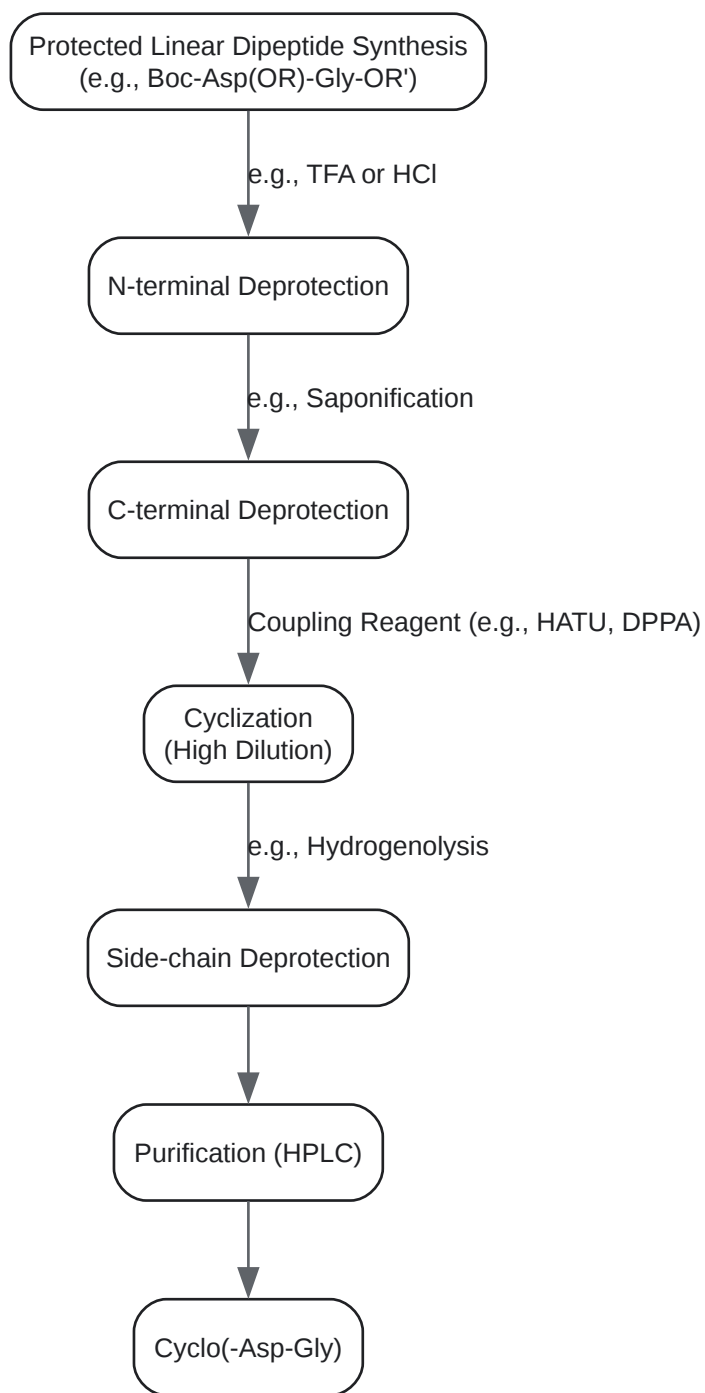 Protected Linear Dipeptide Synthesis
(e.g., Boc-Asp(OR)-Gly-OR')
e.g., TFA or HCl
N-terminal Deprotection
e.g., Saponification
C-terminal Deprotection
Coupling Reagent (e.g., HATU, DPPA)
Cyclization
(High Dilution)
e.g., Hydrogenolysis
Side-chain Deprotection
Purification (HPLC)
Cyclo(-Asp-Gly)